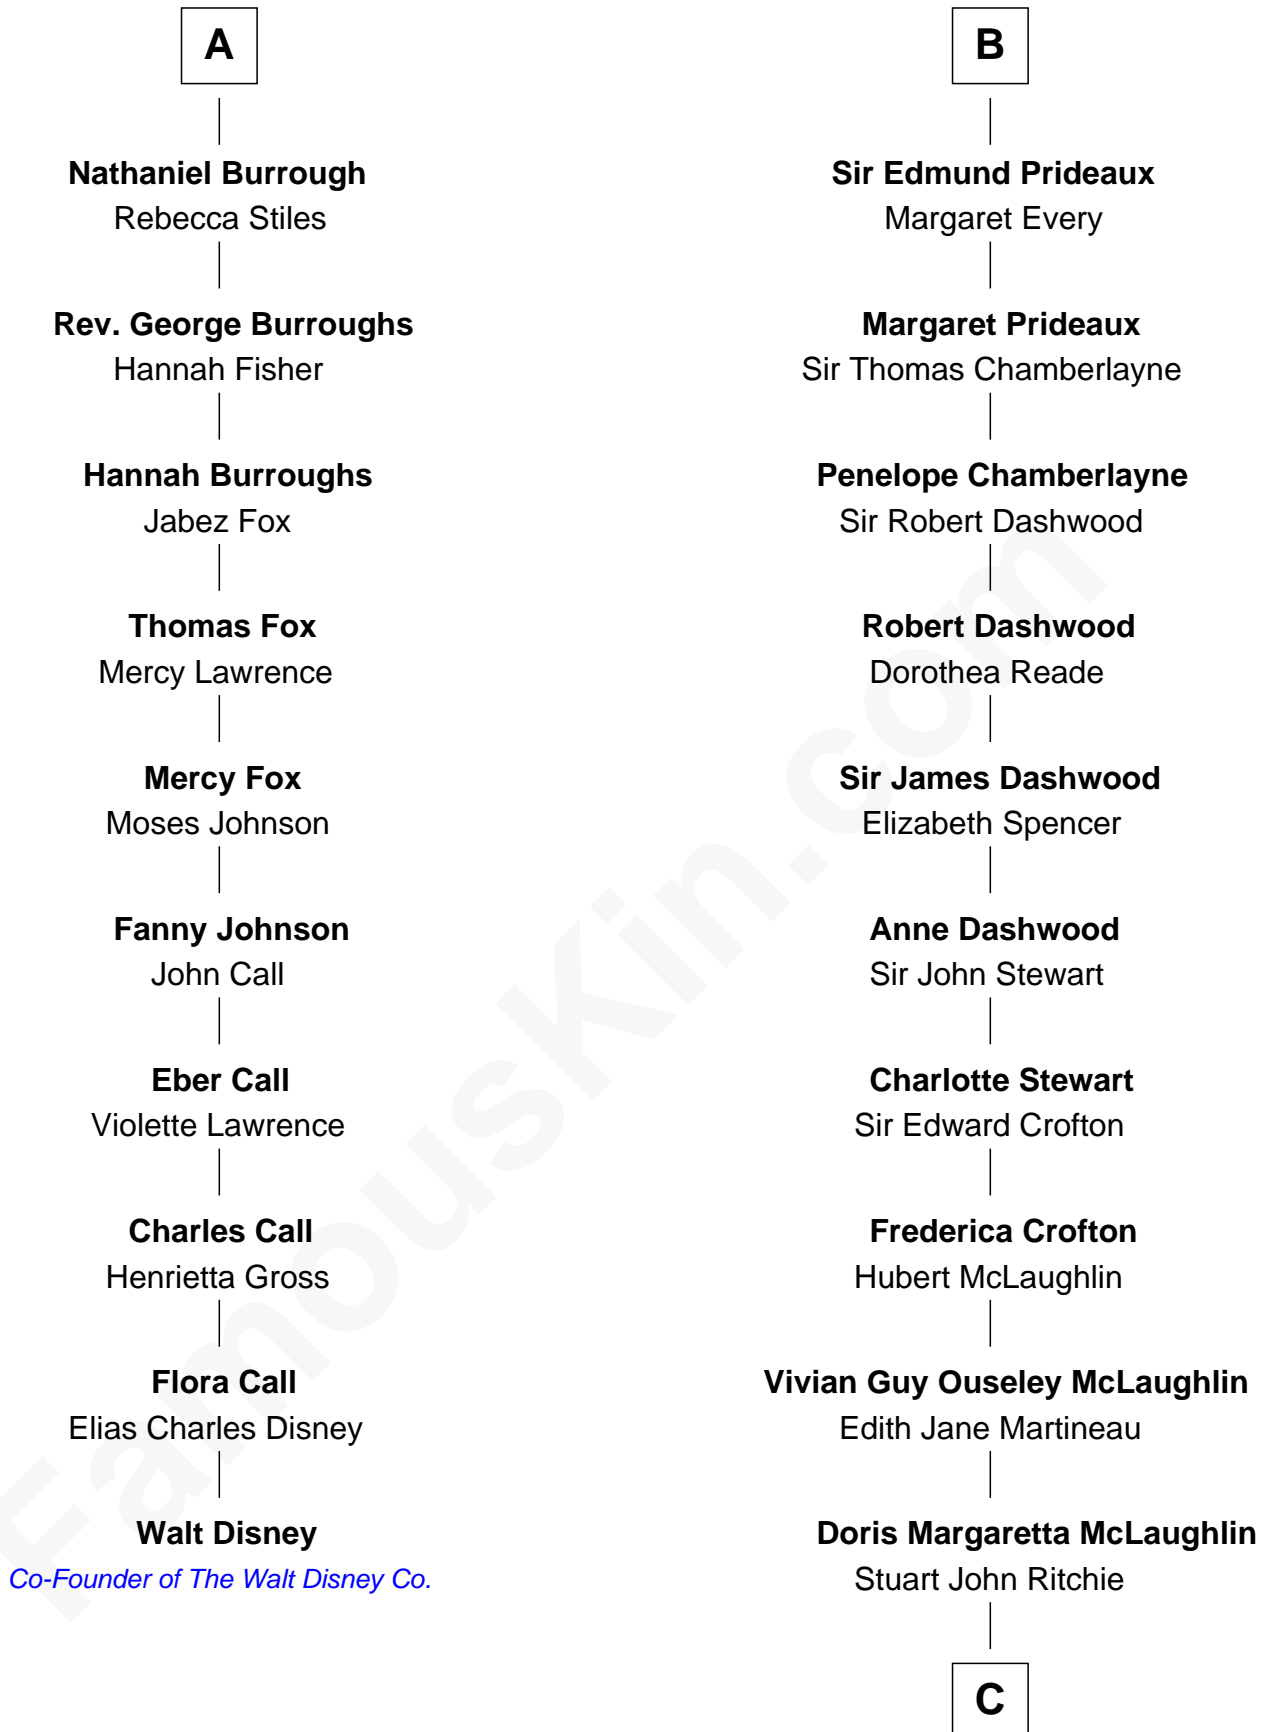 A
Nathaniel Burrough
Rebecca Stiles
Rev. George Burroughs
Hannah Fisher
Hannah Burroughs
Jabez Fox
Thomas Fox
Mercy Lawrence
Mercy Fox
Moses Johnson
Fanny Johnson
John Call
Eber Call
Violette Lawrence
Charles Call
Henrietta Gross
Flora Call
Elias Charles Disney
Walt Disney
Co-Founder of The Walt Disney Co.
B
Sir Edmund Prideaux
Margaret Every
Margaret Prideaux
Sir Thomas Chamberlayne
Penelope Chamberlayne
Sir Robert Dashwood
Robert Dashwood
Dorothea Reade
Sir James Dashwood
Elizabeth Spencer
Anne Dashwood
Sir John Stewart
Charlotte Stewart
Sir Edward Crofton
Frederica Crofton
Hubert McLaughlin
Vivian Guy Ouseley McLaughlin
Edith Jane Martineau
Doris Margaretta McLaughlin
Stuart John Ritchie
C
FamousKin.com